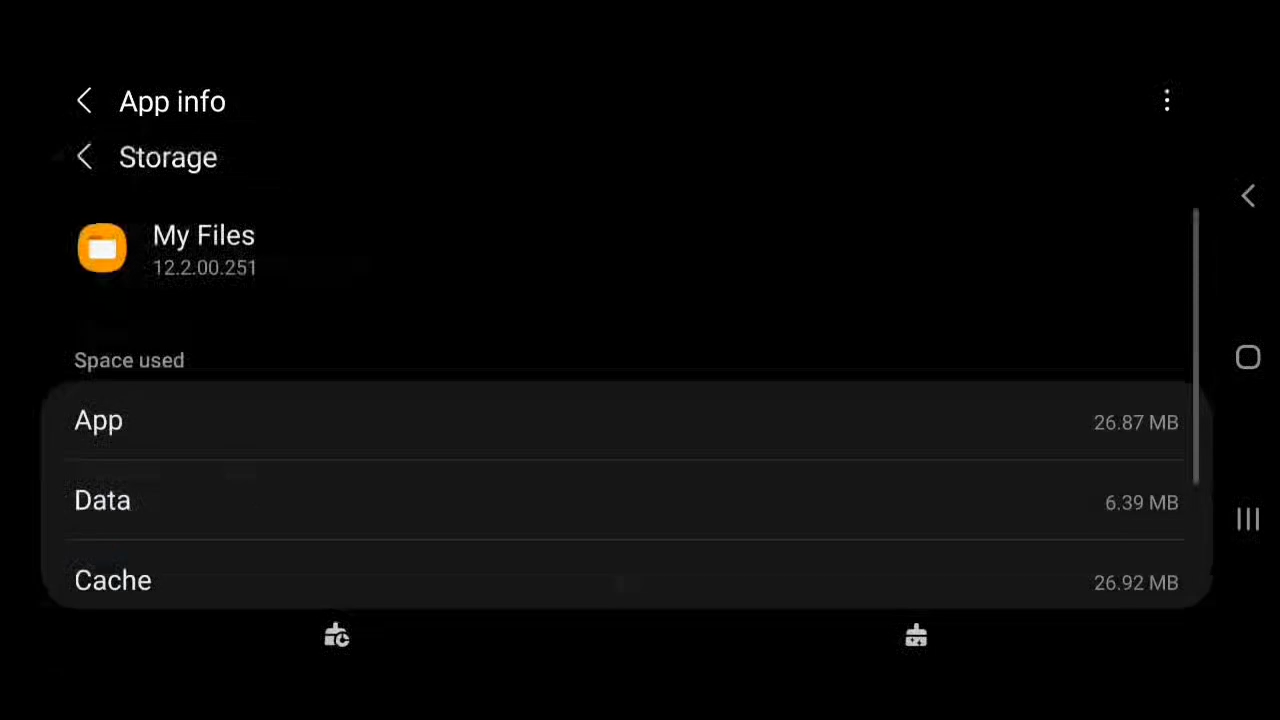 App info
Storage
My Files
12.2.00.251
Space used
App 26.87 MB
Data 6.39 MB
Cache 26.92 MB